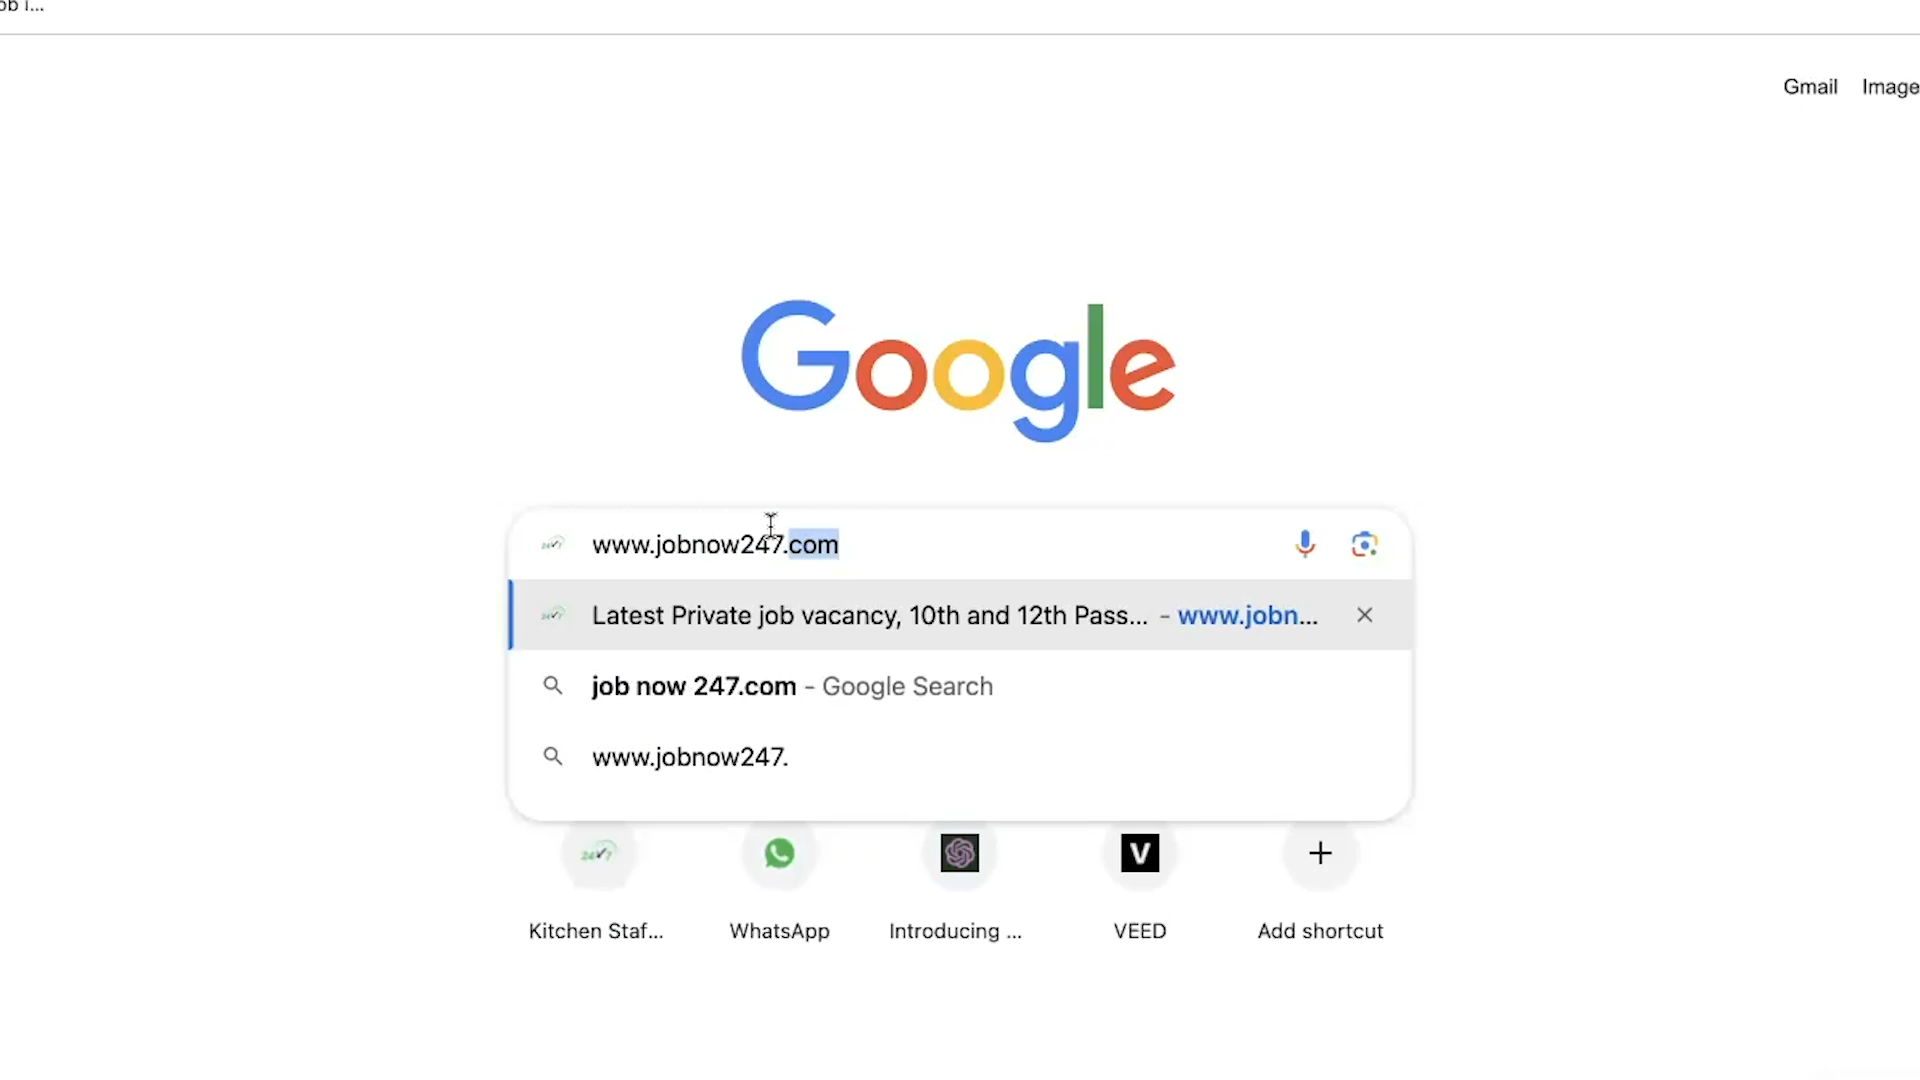 Gmail Image
Google
www.jobnow247.com
Latest Private job vacancy, 10th and 12th Pass... - www.jobn...
job now 247.com - Google Search
www.jobnow247.
24x7
Kitchen Staf... WhatsApp Introducing ... VEED Add shortcut